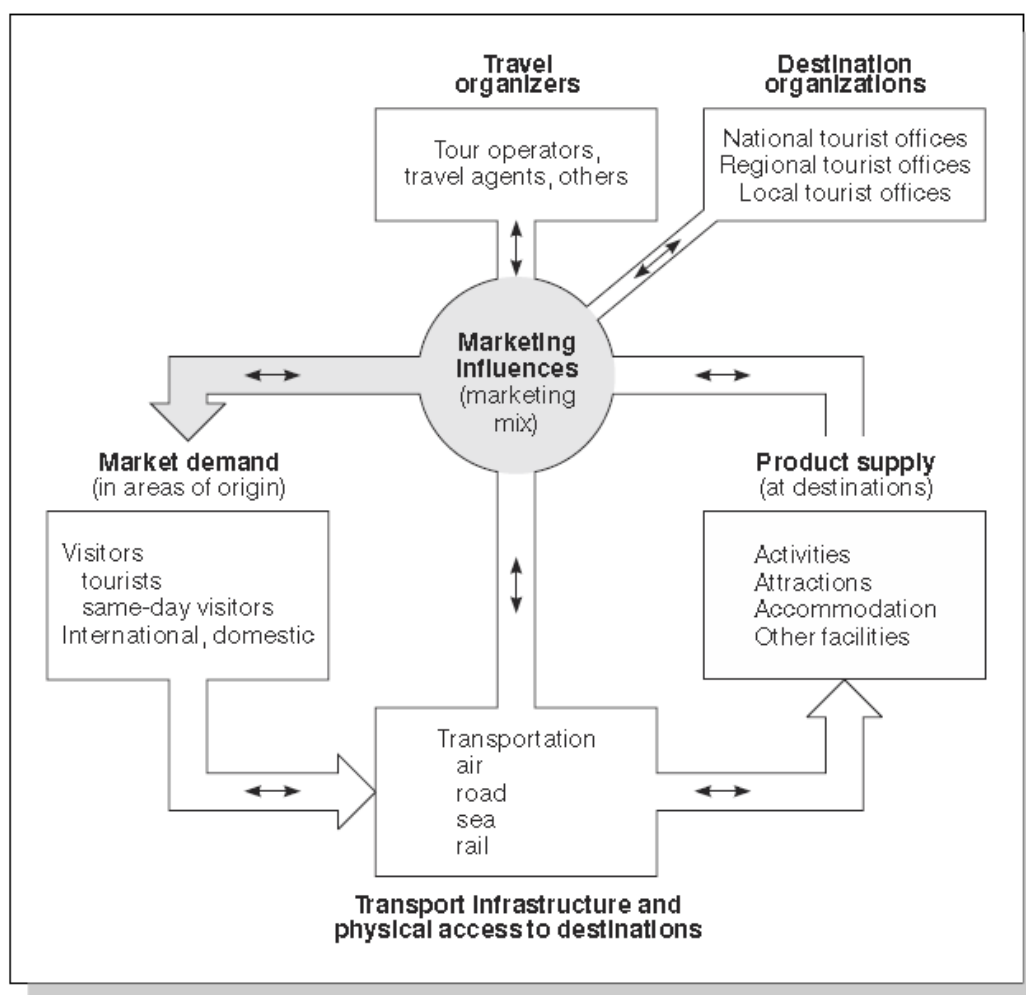 Travel
organizers
Tour operators,
travel agents, others
Destination
organizations
National tourist offices
Regional tourist offices
Local tourist offices
Marketing
influences
(marketing
mix)
Market demand
(in areas of origin)
Visitors
tourists
same-day visitors
International, domestic
Product supply
(at destinations)
Activities
Attractions
Accommodation
Other facilities
Transportation
air
road
sea
rail
Transport infrastructure and
physical access to destinations